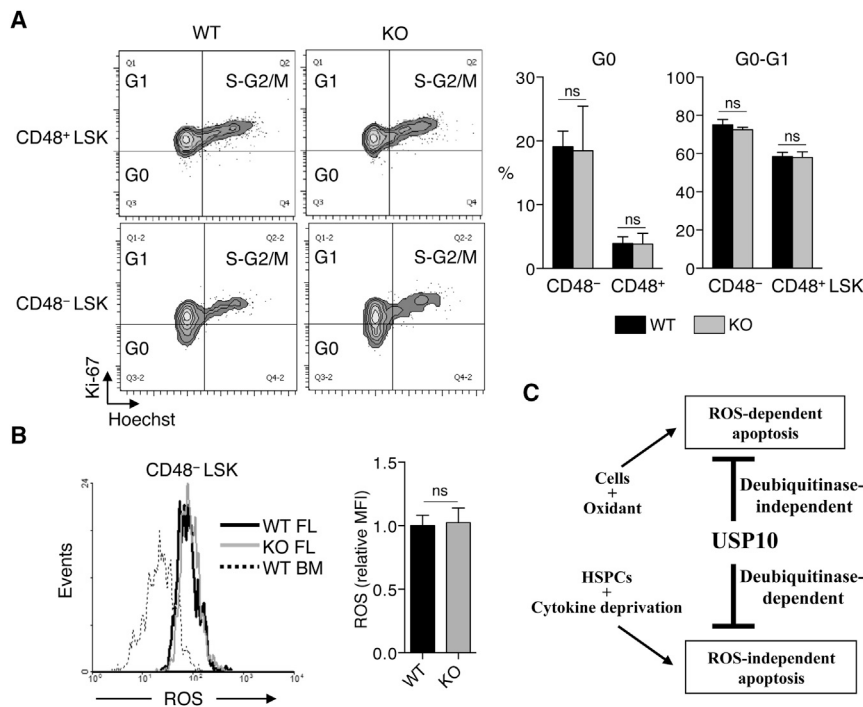 A
WT
KO
Q1
Q2
G1
S-G2/M
G1
S-G2/M
CD48+ LSK
G0
G0
Q3
Q4
Q3
Q4
Q1-2
Q2-2
Q1-2
Q2-2
G1
S-G2/M
G1
S-G2/M
CD48– LSK
G0
G0
Q3-2
Q4-2
Q3-2
Q4-2
Ki-67
Hoechst
G0
G0-G1
30
20
10
0
%
ns
ns
CD48–
CD48+
100
80
60
40
20
0
ns
ns
CD48–
CD48+ LSK
WT
KO
B
CD48– LSK
24
Events
WT FL
KO FL
WT BM
10⁰
10¹
10²
10³
10⁴
ROS
ROS (relative MFI)
1.5
1.0
0.5
0.0
ns
WT
KO
C
ROS-dependent
apoptosis
Cells
+
Oxidant
Deubiquitinase-
independent
USP10
HSPCs
+
Cytokine deprivation
Deubiquitinase-
dependent
ROS-independent
apoptosis